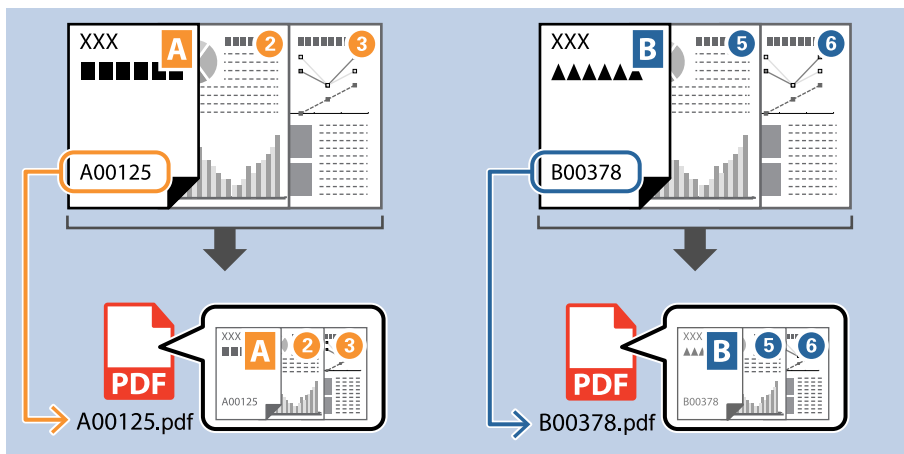 XXX A 2 3
A00125
XXX B 5 6
B00378
PDF
XXX A 2 3
A00125
A00125.pdf
PDF
XXX B 5 6
B00378
B00378.pdf